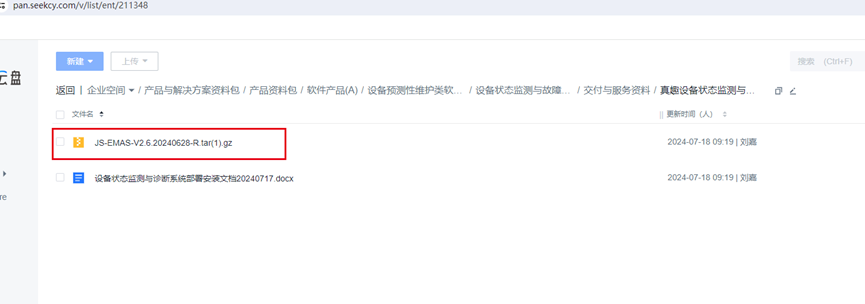 pan.seekcy.com/v/list/ent/211348
云盘
新建 上传 搜索 (Ctrl+F)
返回 | 企业空间 / 产品与解决方案资料包 / 产品资料包 / 软件产品(A) / 设备预测性维护类软... / 设备状态监测与故障... / 交付与服务资料 / 真趣设备状态监测与...
文件名 更新时间（人）
JS-EMAS-V2.6.20240628-R.tar(1).gz 2024-07-18 09:19 | 刘嘉
设备状态监测与诊断系统部署安装文档20240717.docx 2024-07-18 09:19 | 刘嘉
re